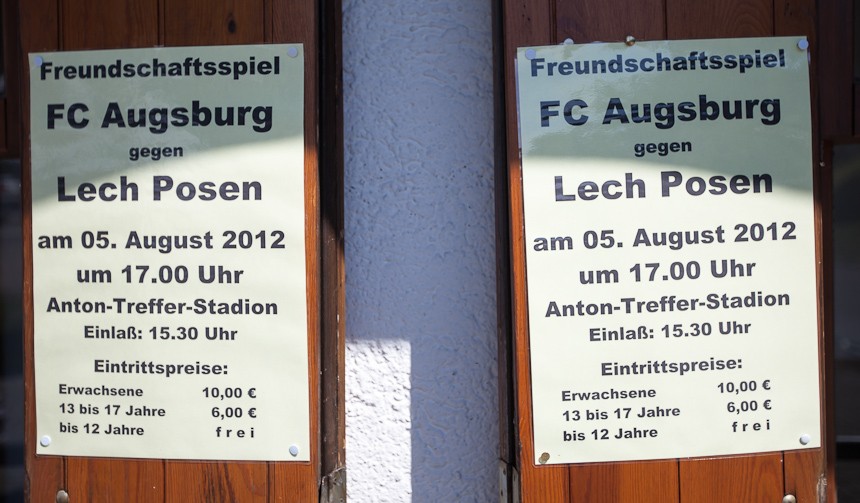 Freundschaftsspiel
FC Augsburg
gegen
Lech Posen
am 05. August 2012
um 17.00 Uhr
Anton-Treffer-Stadion
Einlaß: 15.30 Uhr
Eintrittspreise:
Erwachsene 10,00 €
13 bis 17 Jahre 6,00 €
bis 12 Jahre f r e i
Freundschaftsspiel
FC Augsburg
gegen
Lech Posen
am 05. August 2012
um 17.00 Uhr
Anton-Treffer-Stadion
Einlaß: 15.30 Uhr
Eintrittspreise:
Erwachsene 10,00 €
13 bis 17 Jahre 6,00 €
bis 12 Jahre f r e i